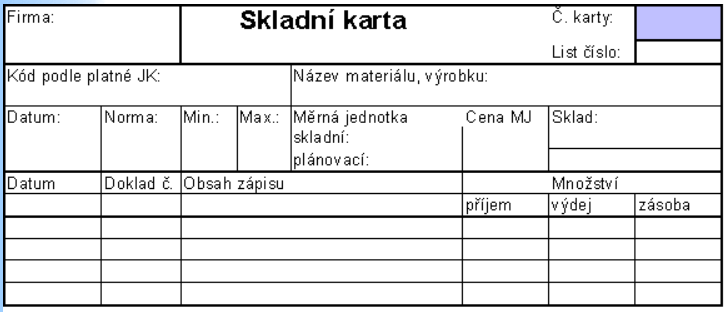 Firma: Skladní karta Č. karty:
List číslo:
Kód podle platné JK: Název materiálu, výrobku:
Datum: Norma: Min.: Max.: Měrná jednotka Cena MJ Sklad:
skladní:
plánovací:
Datum Doklad č. Obsah zápisu Množství
příjem výdej zásoba